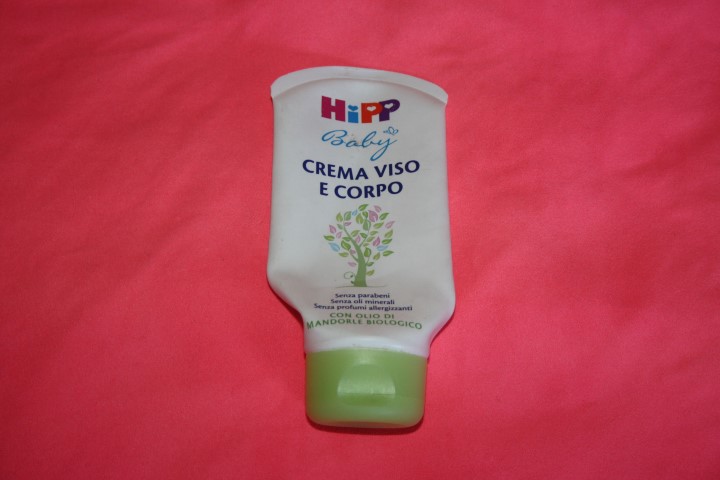 HiPP
Baby
CREMA VISO
E CORPO
Senza parabeni
Senza oli minerali
Senza profumi allergizzanti
CON OLIO DI
MANDORLE BIOLOGICO